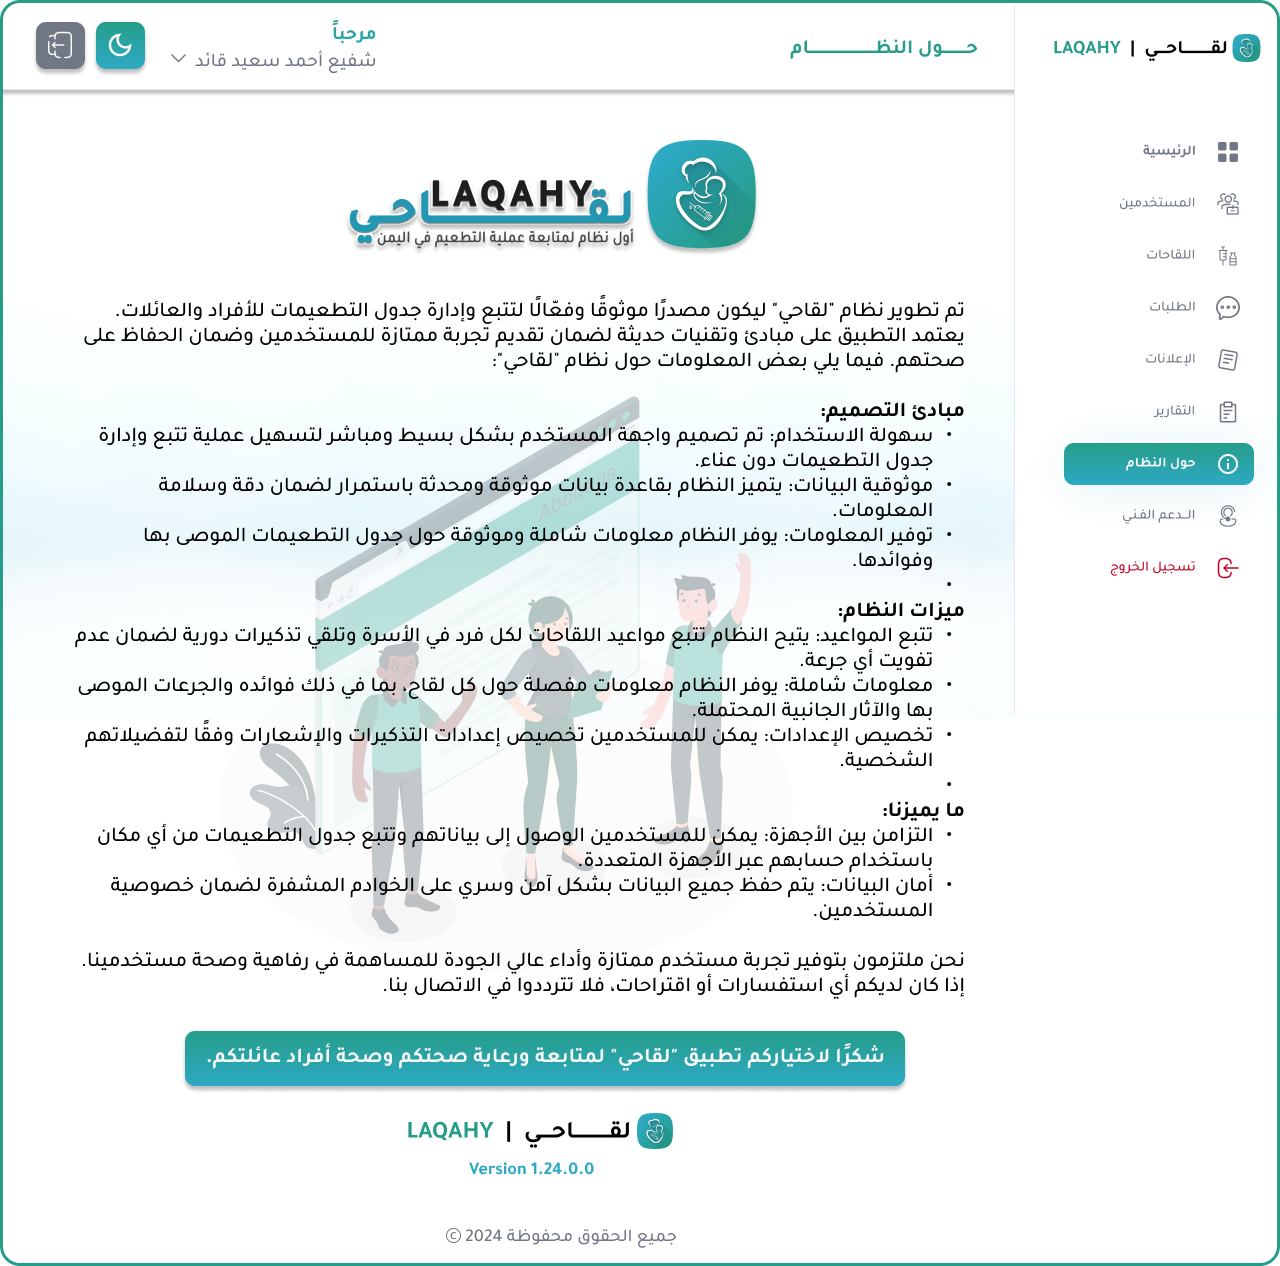 لقـــــاحـــي | LAQAHY
حـــــول النظـــــــــــام
مرحباً
شفيع أحمد سعيد قائد
الرئيسية
المستخدمين
اللقاحات
الطلبات
الإعلانات
التقارير
حول النظام
الـدعم الفني
تسجيل الخروج
لقـــــــاحي
LAQAHY
أول نظام لمتابعة عملية التطعيم في اليمن
تم تطوير نظام "لقاحي" ليكون مصدرًا موثوقًا وفعّالًا لتتبع وإدارة جدول التطعيمات للأفراد والعائلات.
يعتمد التطبيق على مبادئ وتقنيات حديثة لضمان تقديم تجربة ممتازة للمستخدمين وضمان الحفاظ على
صحتهم. فيما يلي بعض المعلومات حول نظام "لقاحي":
مبادئ التصميم:
• سهولة الاستخدام: تم تصميم واجهة المستخدم بشكل بسيط ومباشر لتسهيل عملية تتبع وإدارة
جدول التطعيمات دون عناء.
• موثوقية البيانات: يتميز النظام بقاعدة بيانات موثوقة ومحدثة باستمرار لضمان دقة وسلامة
المعلومات.
• توفير المعلومات: يوفر النظام معلومات شاملة وموثوقة حول جدول التطعيمات الموصى بها
وفوائدها.
•
ميزات النظام:
• تتبع المواعيد: يتيح النظام تتبع مواعيد اللقاحات لكل فرد في الأسرة وتلقي تذكيرات دورية لضمان عدم
تفويت أي جرعة.
• معلومات شاملة: يوفر النظام معلومات مفصلة حول كل لقاح، بما في ذلك فوائده والجرعات الموصى
بها والآثار الجانبية المحتملة.
• تخصيص الإعدادات: يمكن للمستخدمين تخصيص إعدادات التذكيرات والإشعارات وفقًا لتفضيلاتهم
الشخصية.
•
ما يميزنا:
• التزامن بين الأجهزة: يمكن للمستخدمين الوصول إلى بياناتهم وتتبع جدول التطعيمات من أي مكان
باستخدام حسابهم عبر الأجهزة المتعددة.
• أمان البيانات: يتم حفظ جميع البيانات بشكل آمن وسري على الخوادم المشفرة لضمان خصوصية
المستخدمين.
نحن ملتزمون بتوفير تجربة مستخدم ممتازة وأداء عالي الجودة للمساهمة في رفاهية وصحة مستخدمينا.
إذا كان لديكم أي استفسارات أو اقتراحات، فلا تترددوا في الاتصال بنا.
About us
شكرًا لاختياركم تطبيق "لقاحي" لمتابعة ورعاية صحتكم وصحة أفراد عائلتكم.
لقـــــاحـــي | LAQAHY
Version 1.24.0.0
جميع الحقوق محفوظة 2024 ©